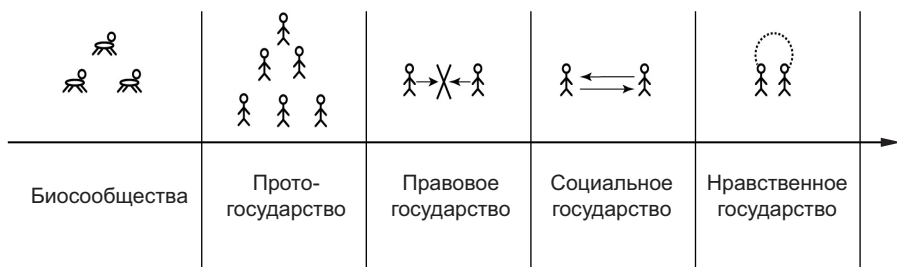 Биосообщества
Прото-
государство
Правовое
государство
Социальное
государство
Нравственное
государство